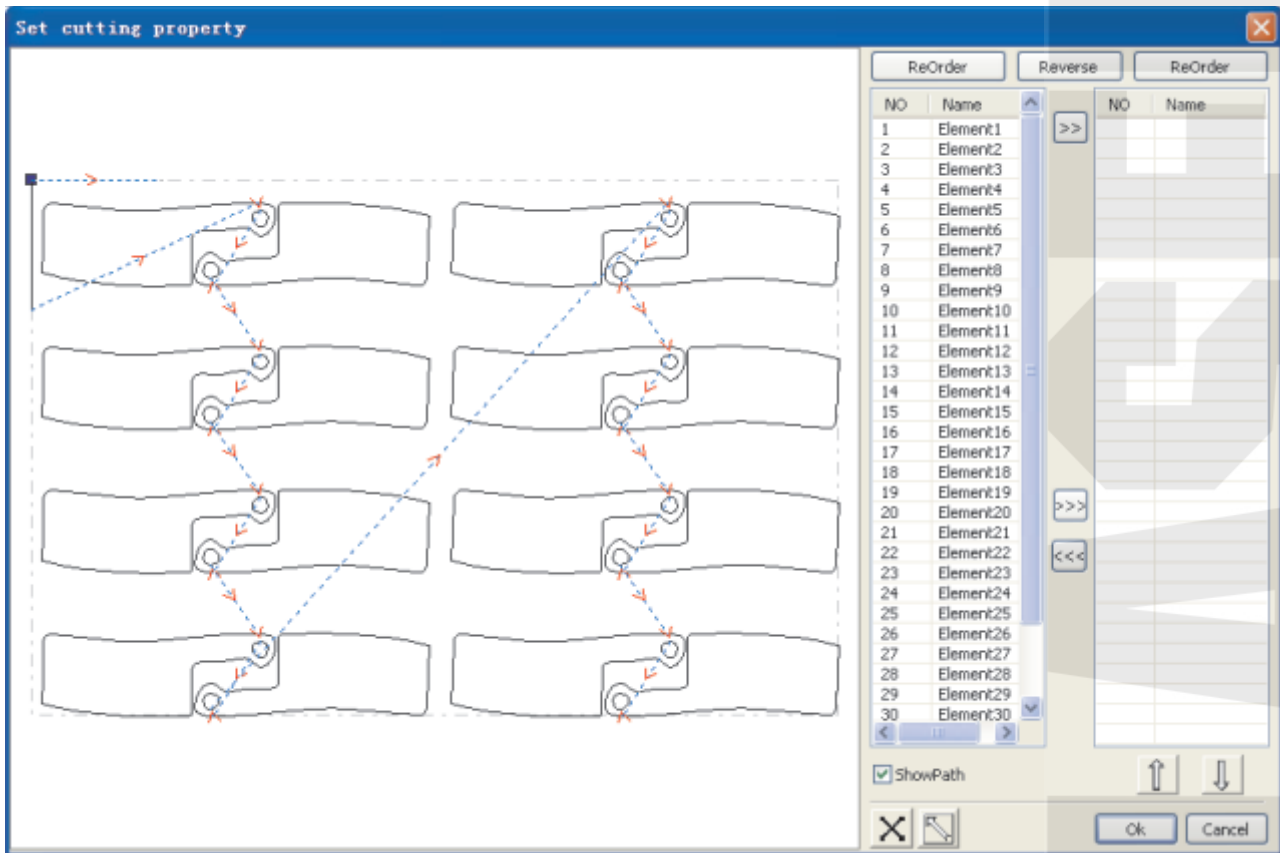 Set cutting property
ReOrder Reverse ReOrder
NO Name >> NO Name
1 Element1
2 Element2
3 Element3
4 Element4
5 Element5
6 Element6
7 Element7
8 Element8
9 Element9
10 Element10
11 Element11
12 Element12
13 Element13
14 Element14
15 Element15
16 Element16
17 Element17
18 Element18
19 Element19
20 Element20 >>>
21 Element21
22 Element22 <<<
23 Element23
24 Element24
25 Element25
26 Element26
27 Element27
28 Element28
29 Element29
30 Element30
ShowPath
Ok Cancel